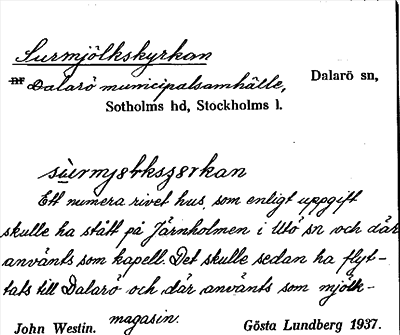 Surmjölkskyrkan
nr Dalarö municipalsamhälle, Dalarö sn,
Sotholms hd, Stockholms l.
Ett numera rivet hus, som enligt uppgift
skulle ha stått på Järnholmen i Utö sn och där
använts som kapell. Det skulle sedan ha flyt-
tats till Dalarö och där använts som mjölk-
magasin.
John Westin. Gösta Lundberg 1937.